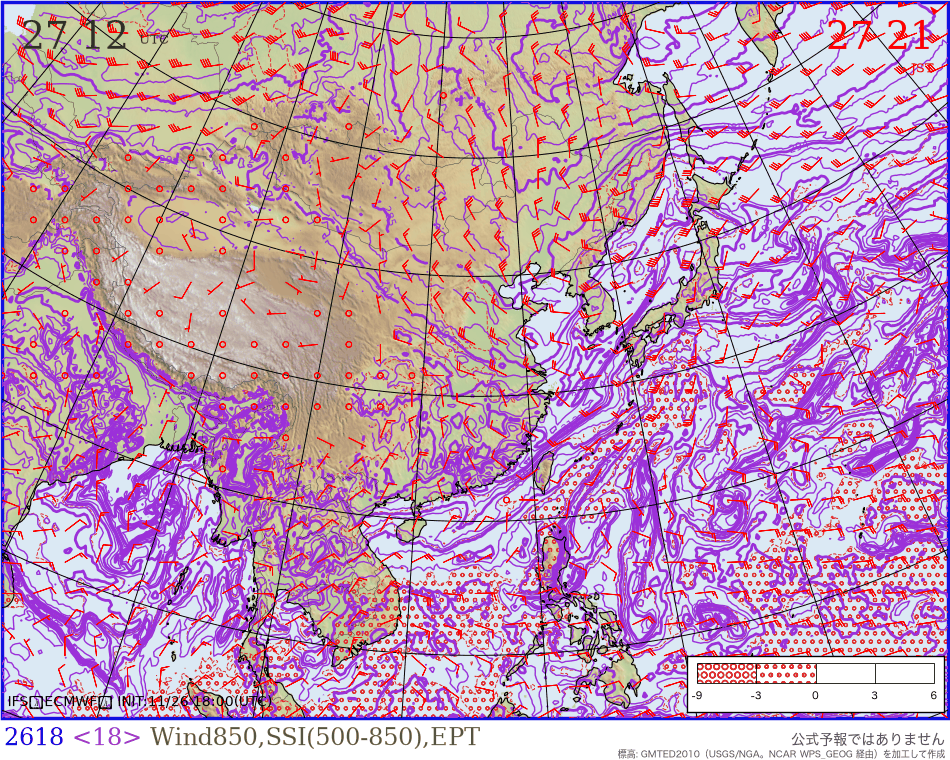 27 12 UTC
27 21
JST
IFS□ECMWF□ INIT:11/26 18:00(UTC)
-9 -3 0 3 6
2618 <18> Wind850,SSI(500-850),EPT
公式予報ではありません
標高: GMTED2010（USGS/NGA。NCAR WPS_GEOG 経由）を加工して作成